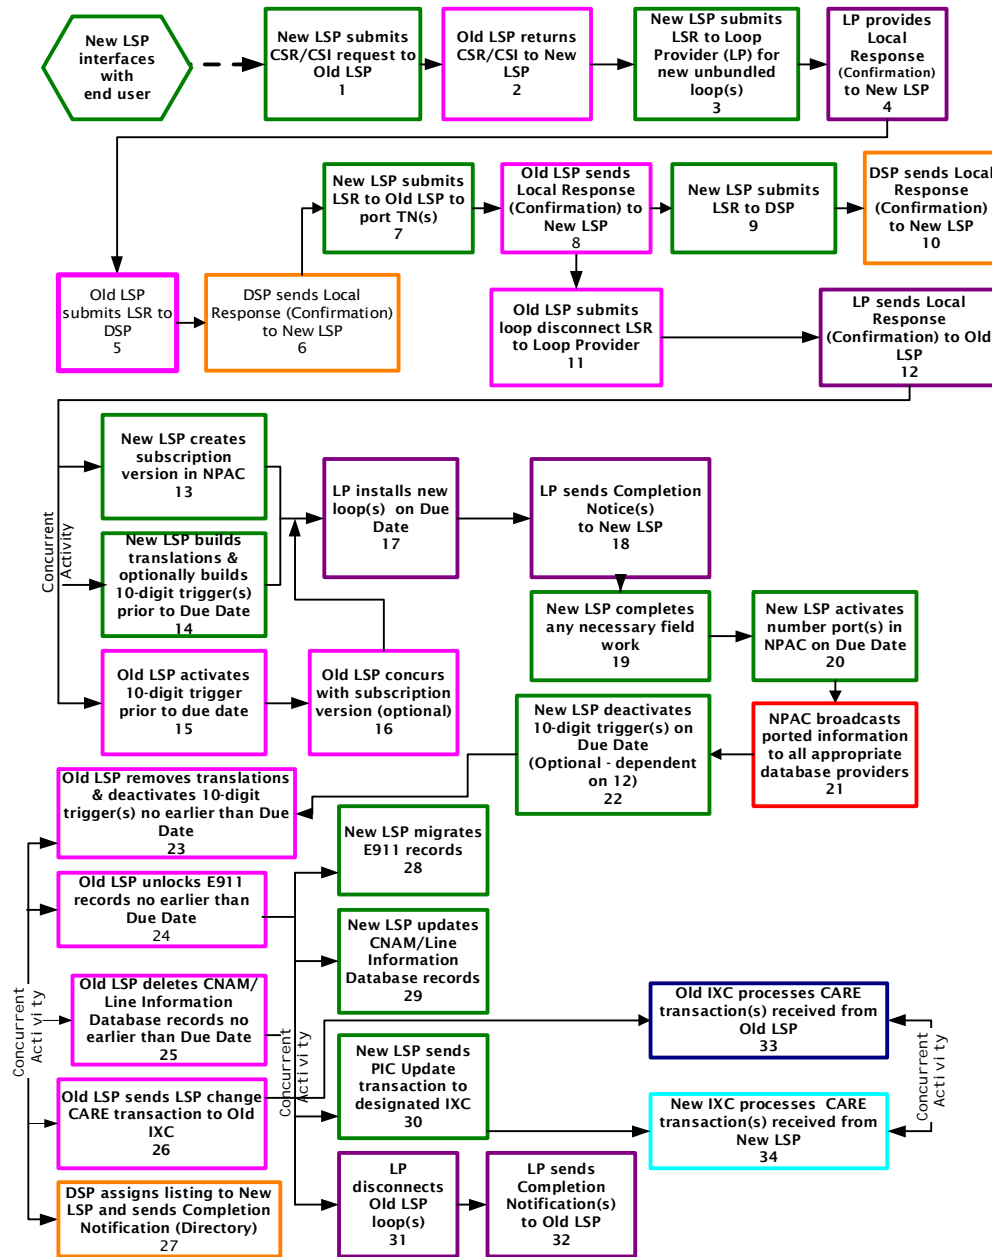 New LSP
interfaces
with
end user
New LSP submits
CSR/CSI request to
Old LSP
1
Old LSP returns
CSR/CSI to New
LSP
2
New LSP submits
LSR to Loop
Provider (LP) for
new unbundled
loop(s)
3
LP provides
Local
Response
(Confirmation)
to New LSP
4
Old LSP
submits LSR to
DSP
5
DSP sends Local
Response (Confirmation)
to New LSP
6
New LSP submits
LSR to Old LSP to
port TN(s)
7
Old LSP sends
Local Response
(Confirmation) to
New LSP
8
New LSP submits
LSR to DSP
9
DSP sends Local
Response
(Confirmation)
to New LSP
10
Old LSP submits
loop disconnect LSR
to Loop Provider
11
LP sends Local
Response
(Confirmation) to Old
LSP
12
Concurrent
Activity
New LSP creates
subscription
version in NPAC
13
New LSP builds
translations &
optionally builds
10-digit trigger(s)
prior to Due Date
14
Old LSP activates
10-digit trigger
prior to due date
15
Old LSP concurs
with subscription
version (optional)
16
LP installs new
loop(s) on Due
Date
17
LP sends Completion
Notice(s)
to New LSP
18
New LSP completes
any necessary field
work
19
New LSP activates
number port(s) in
NPAC on Due Date
20
NPAC broadcasts
ported information
to all appropriate
database providers
21
New LSP deactivates
10-digit trigger(s) on
Due Date
(Optional - dependent
on 12)
22
Old LSP removes translations
& deactivates 10-digit
trigger(s) no earlier than Due
Date
23
Concurrent
Activity
Old LSP unlocks E911
records no earlier than
Due Date
24
Old LSP deletes CNAM/
Line Information
Database records no
earlier than Due Date
25
Old LSP sends LSP change
CARE transaction to Old
IXC
26
DSP assigns listing to New
LSP and sends Completion
Notification (Directory)
27
Concurrent
Activity
New LSP migrates
E911 records
28
New LSP updates
CNAM/Line
Information
Database records
29
New LSP sends
PIC Update
transaction to
designated IXC
30
LP
disconnects
Old LSP
loop(s)
31
LP sends
Completion
Notification(s)
to Old LSP
32
Old IXC processes CARE
transaction(s) received from
Old LSP
33
New IXC processes CARE
transaction(s) received from
New LSP
34
Concurrent
Activity